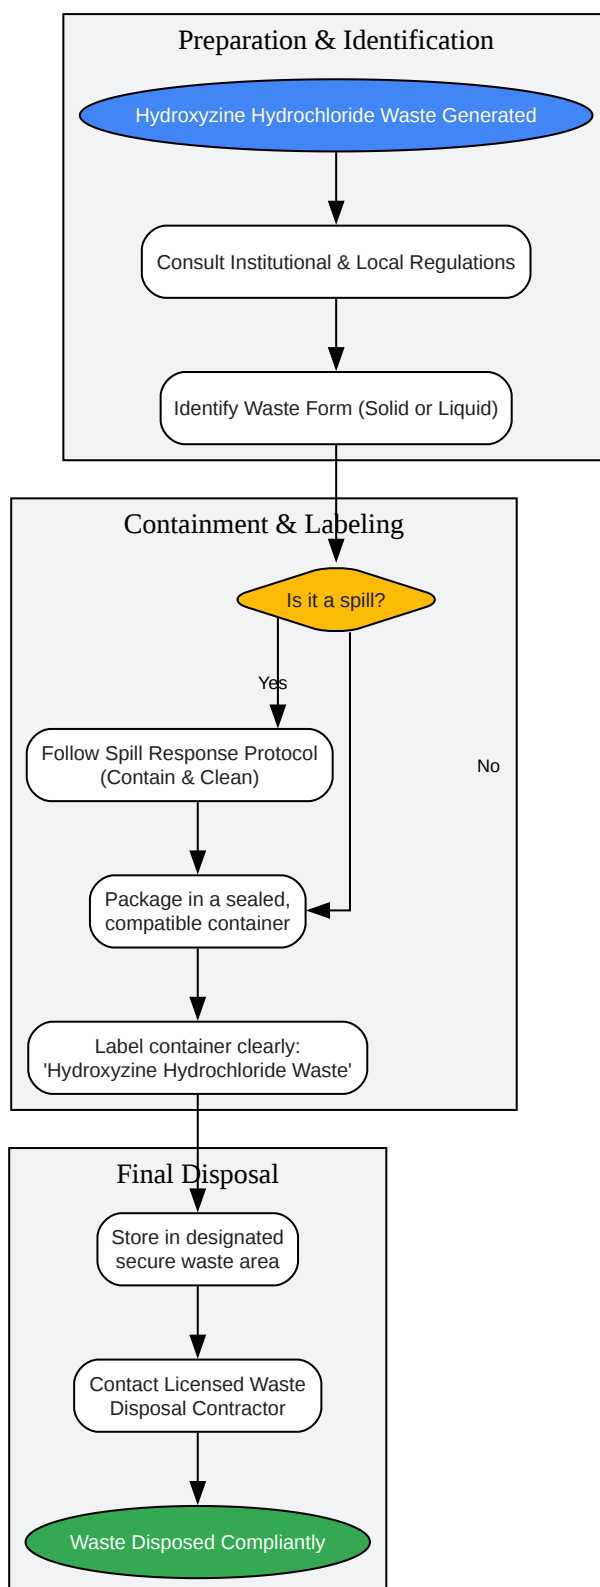 Preparation & Identification
Hydroxyzine Hydrochloride Waste Generated
Consult Institutional & Local Regulations
Identify Waste Form (Solid or Liquid)
Containment & Labeling
Is it a spill?
Yes
Follow Spill Response Protocol
(Contain & Clean)
No
Package in a sealed,
compatible container
Label container clearly:
'Hydroxyzine Hydrochloride Waste'
Final Disposal
Store in designated
secure waste area
Contact Licensed Waste
Disposal Contractor
Waste Disposed Compliantly